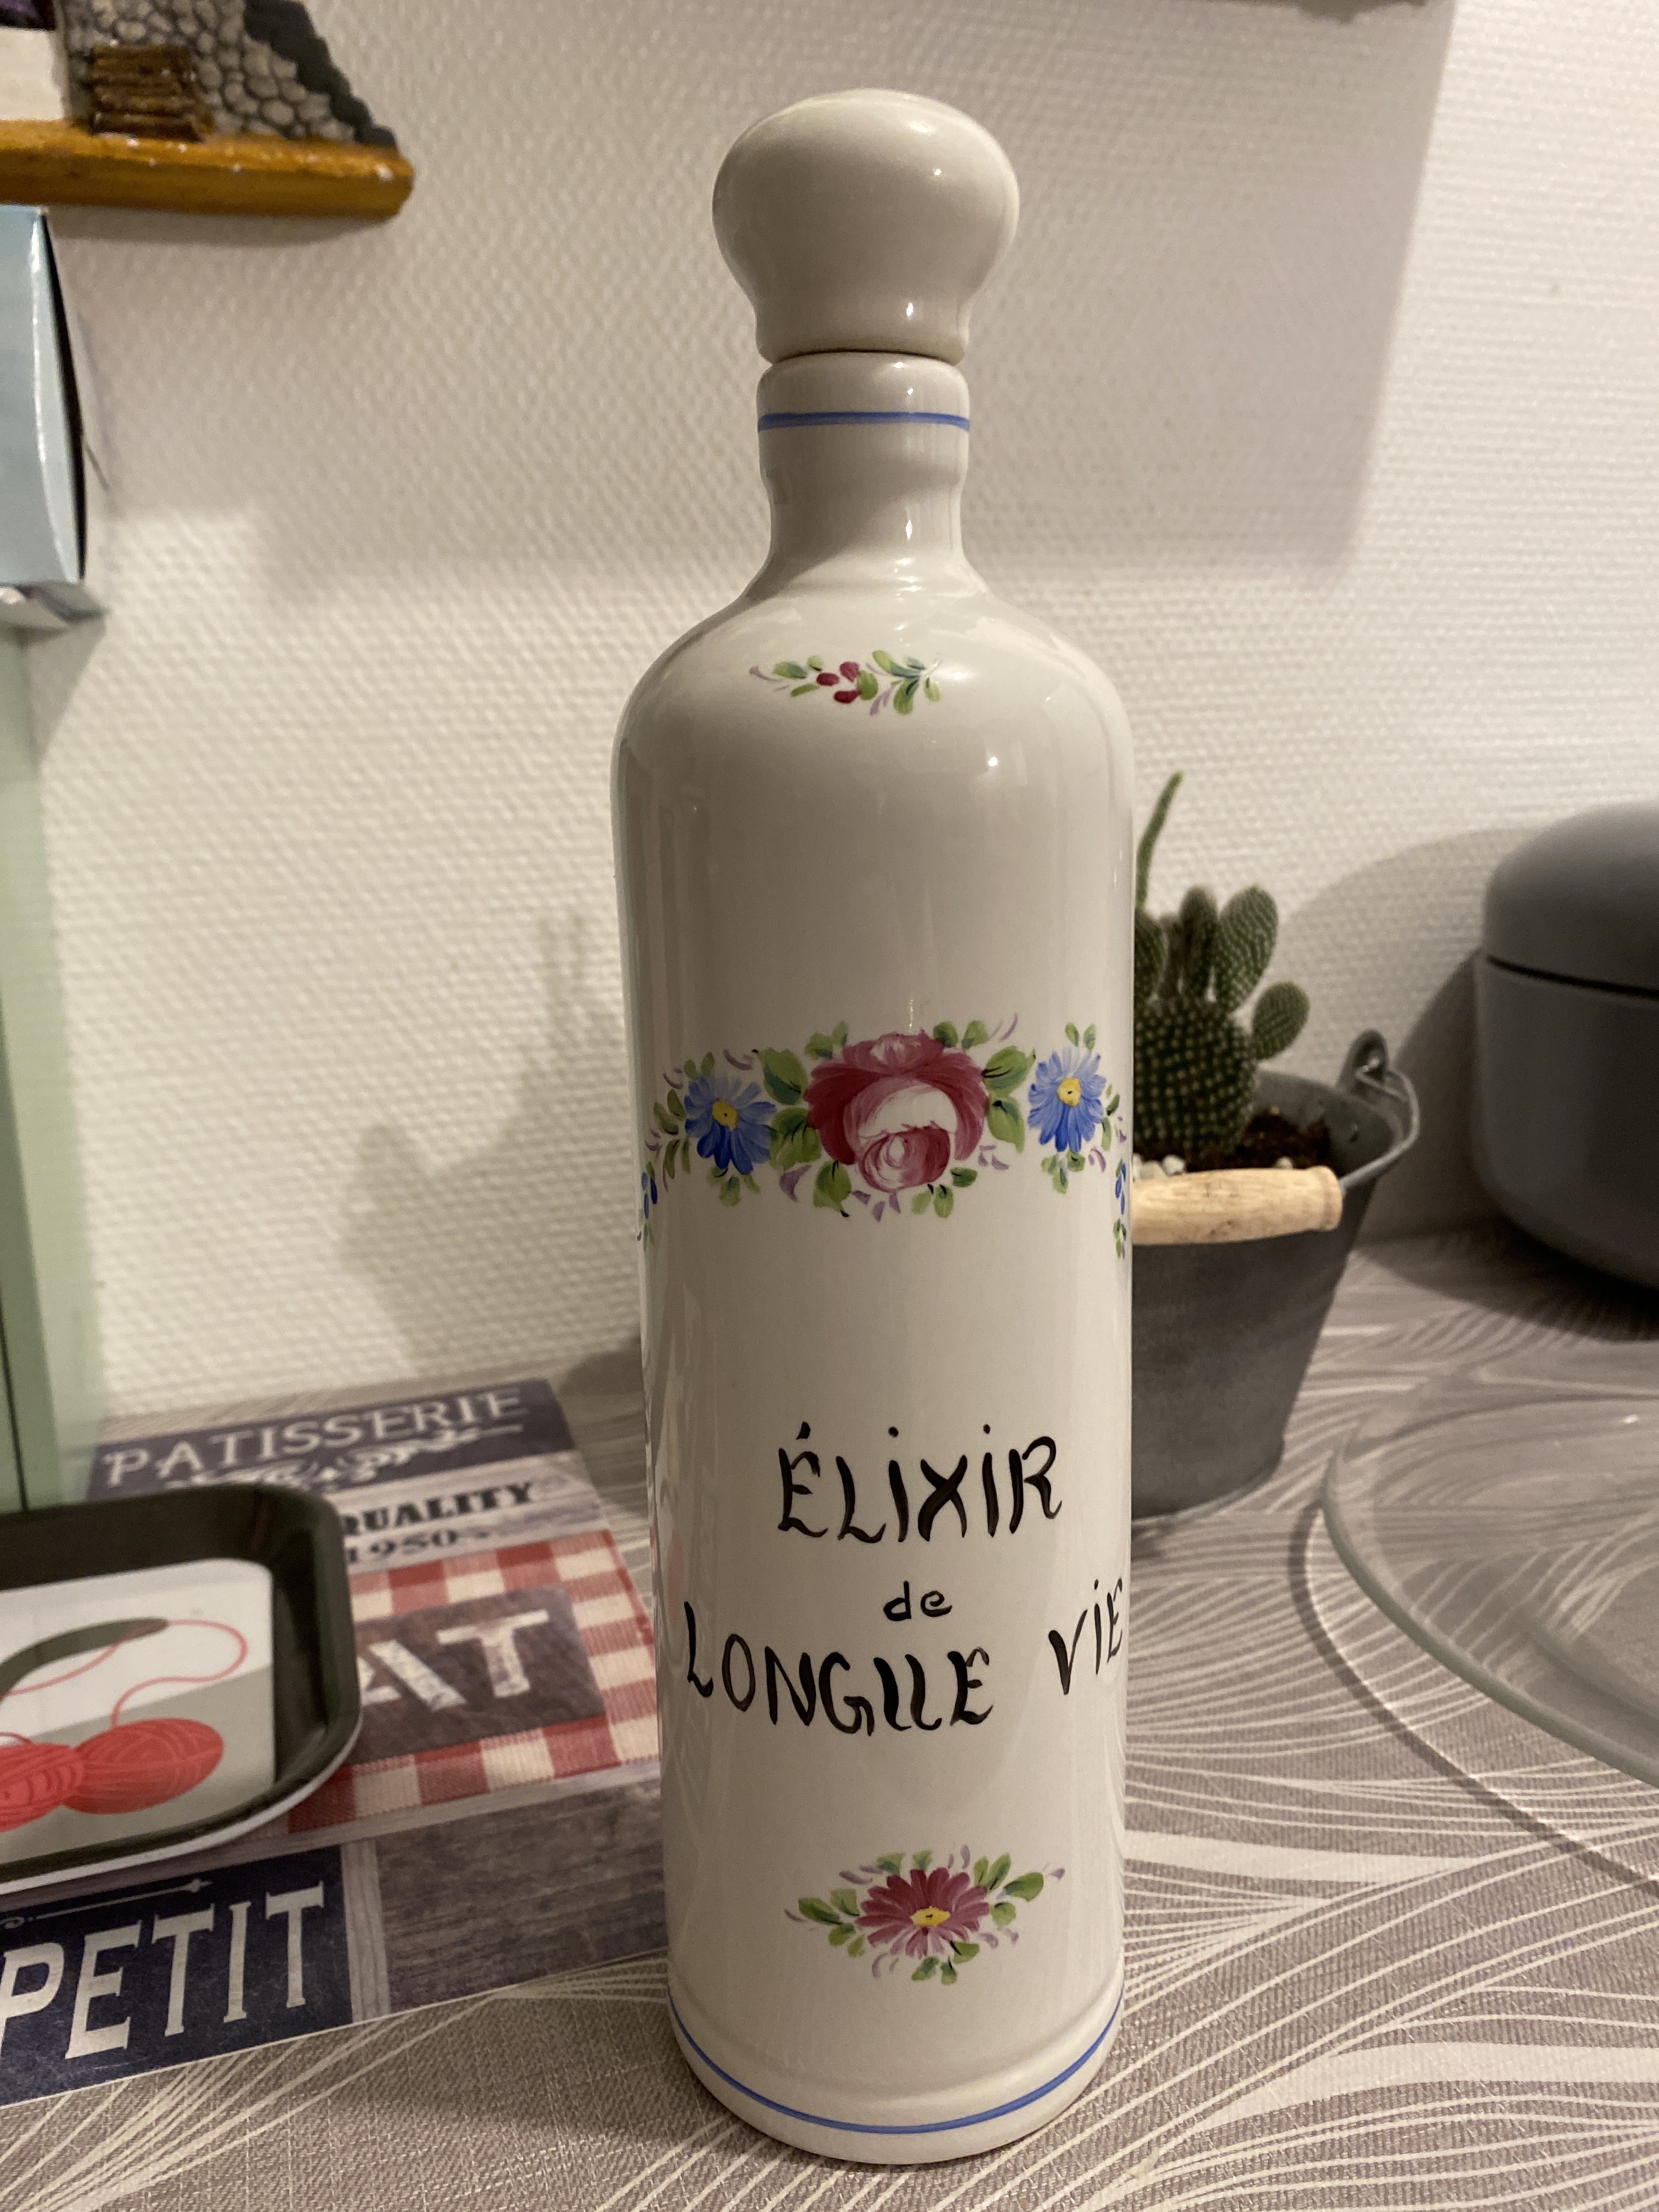 ÉLiXiR
de
LONGUE ViE
PATISSERIE
QUALITY
1950
PETIT